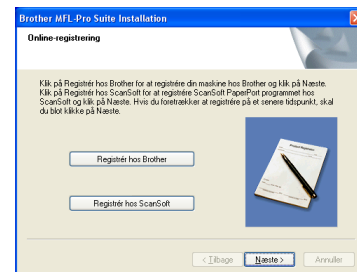 Brother MFL-Pro Suite Installation
Online-registrering
Klik på Registrér hos Brother for at registrére din maskine hos Brother og klik på Næste.
Klik på Registrér hos ScanSoft for at registrére ScanSoft PaperPort programmet hos
ScanSoft og klik på Næste. Hvis du foretrækker at registrére på et senere tidspunkt, skal
du blot klikke på Næste.
Registrér hos Brother
Registrér hos ScanSoft
< Tilbage Næste > Annuller